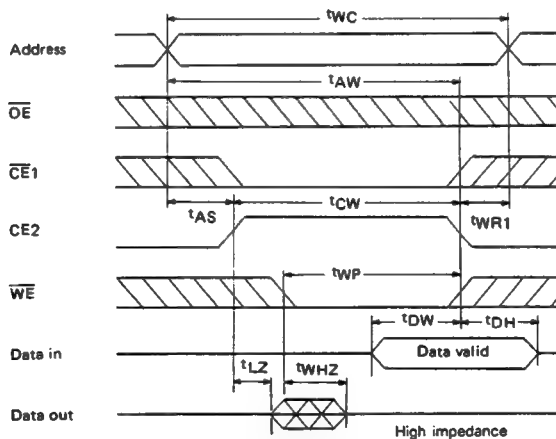 tWC
Address
tAW
OE
CE1
tAS
tCW
tWR1
CE2
tWP
WE
tDW
tDH
Data in
Data valid
tLZ
tWHZ
Data out
High impedance